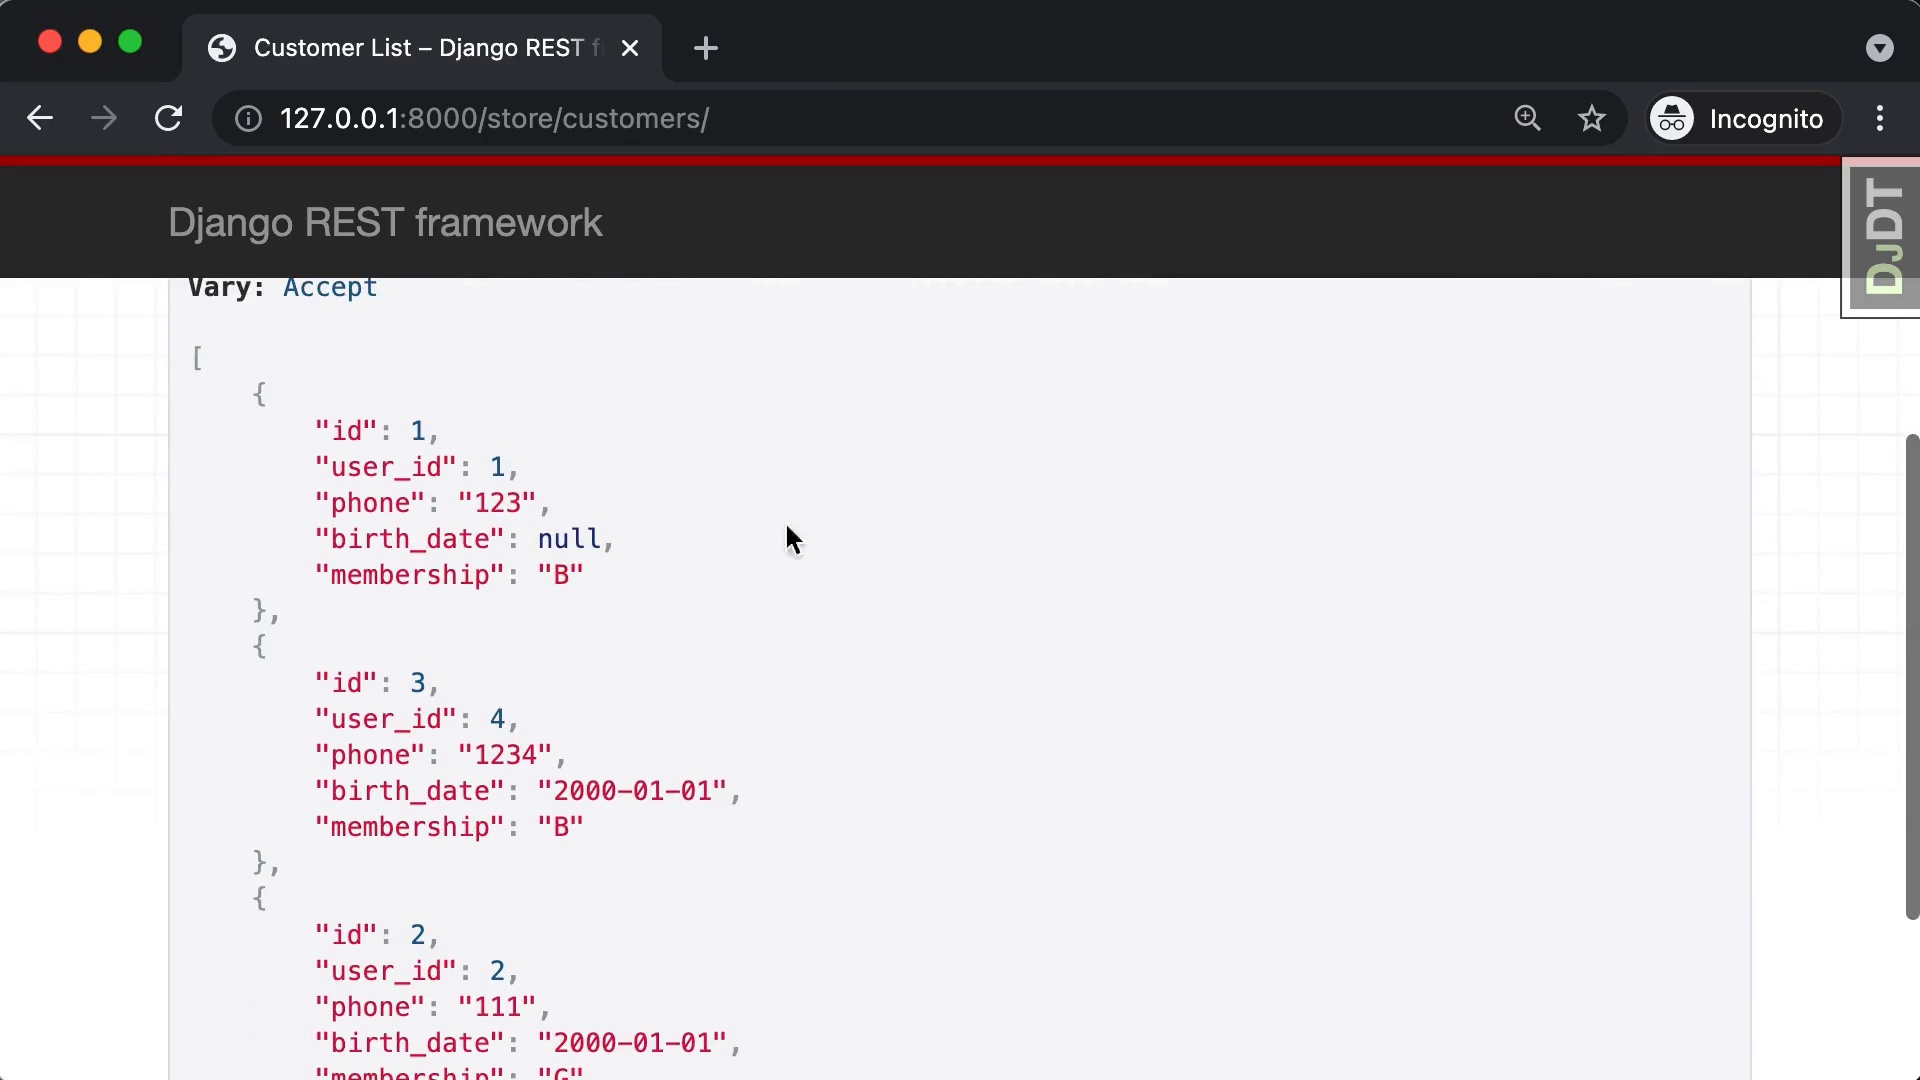 Customer List – Django REST f
127.0.0.1:8000/store/customers/
Incognito
Django REST framework
DJDT
Vary: Accept
[
{
"id": 1,
"user_id": 1,
"phone": "123",
"birth_date": null,
"membership": "B"
},
{
"id": 3,
"user_id": 4,
"phone": "1234",
"birth_date": "2000-01-01",
"membership": "B"
},
{
"id": 2,
"user_id": 2,
"phone": "111",
"birth_date": "2000-01-01",
"membership": "G"